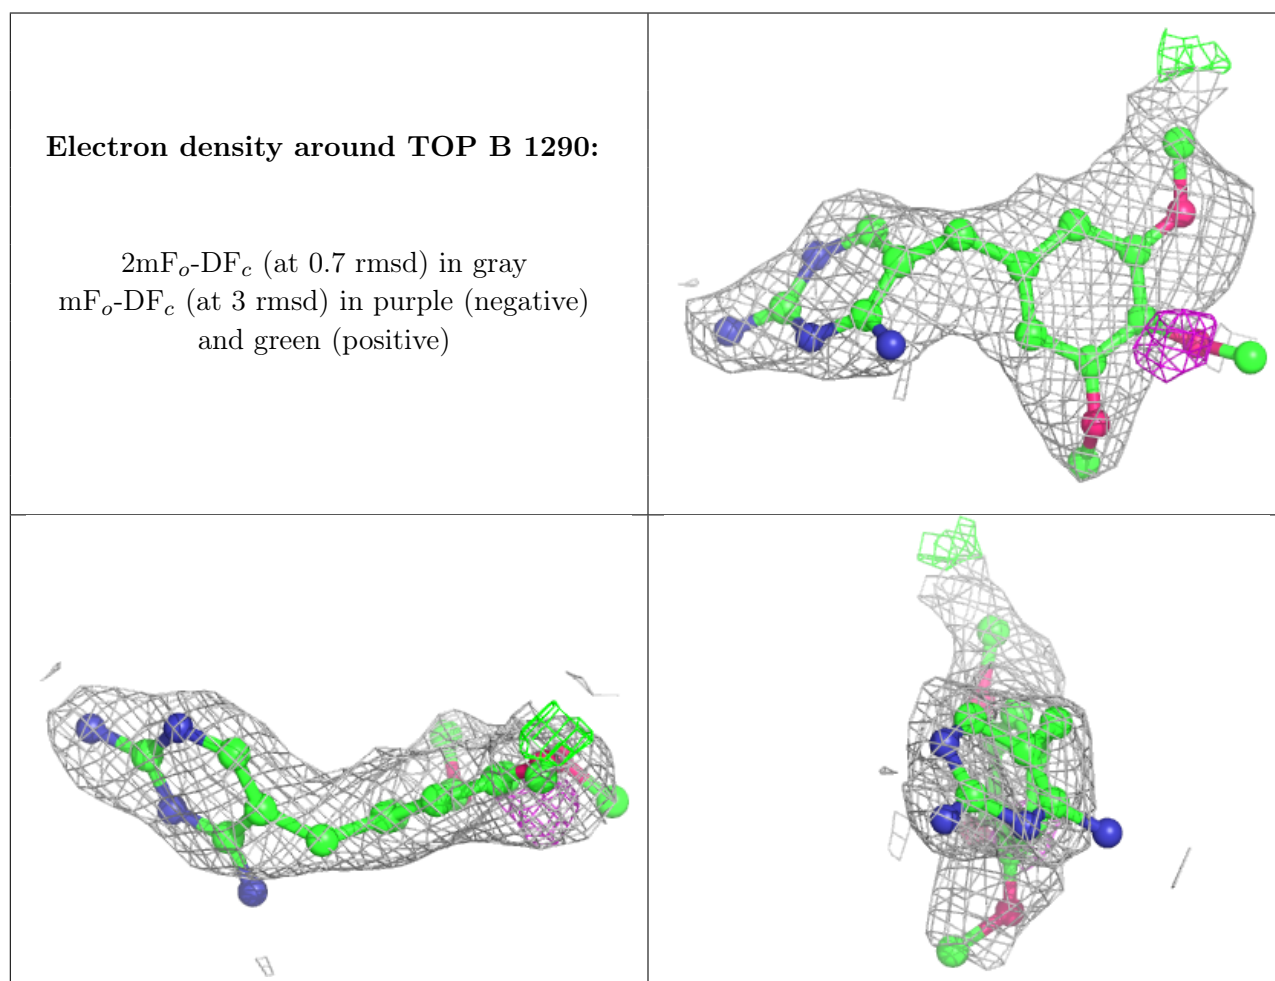 Electron density around TOP B 1290:
2mFo-DFc (at 0.7 rmsd) in gray
mFo-DFc (at 3 rmsd) in purple (negative)
and green (positive)